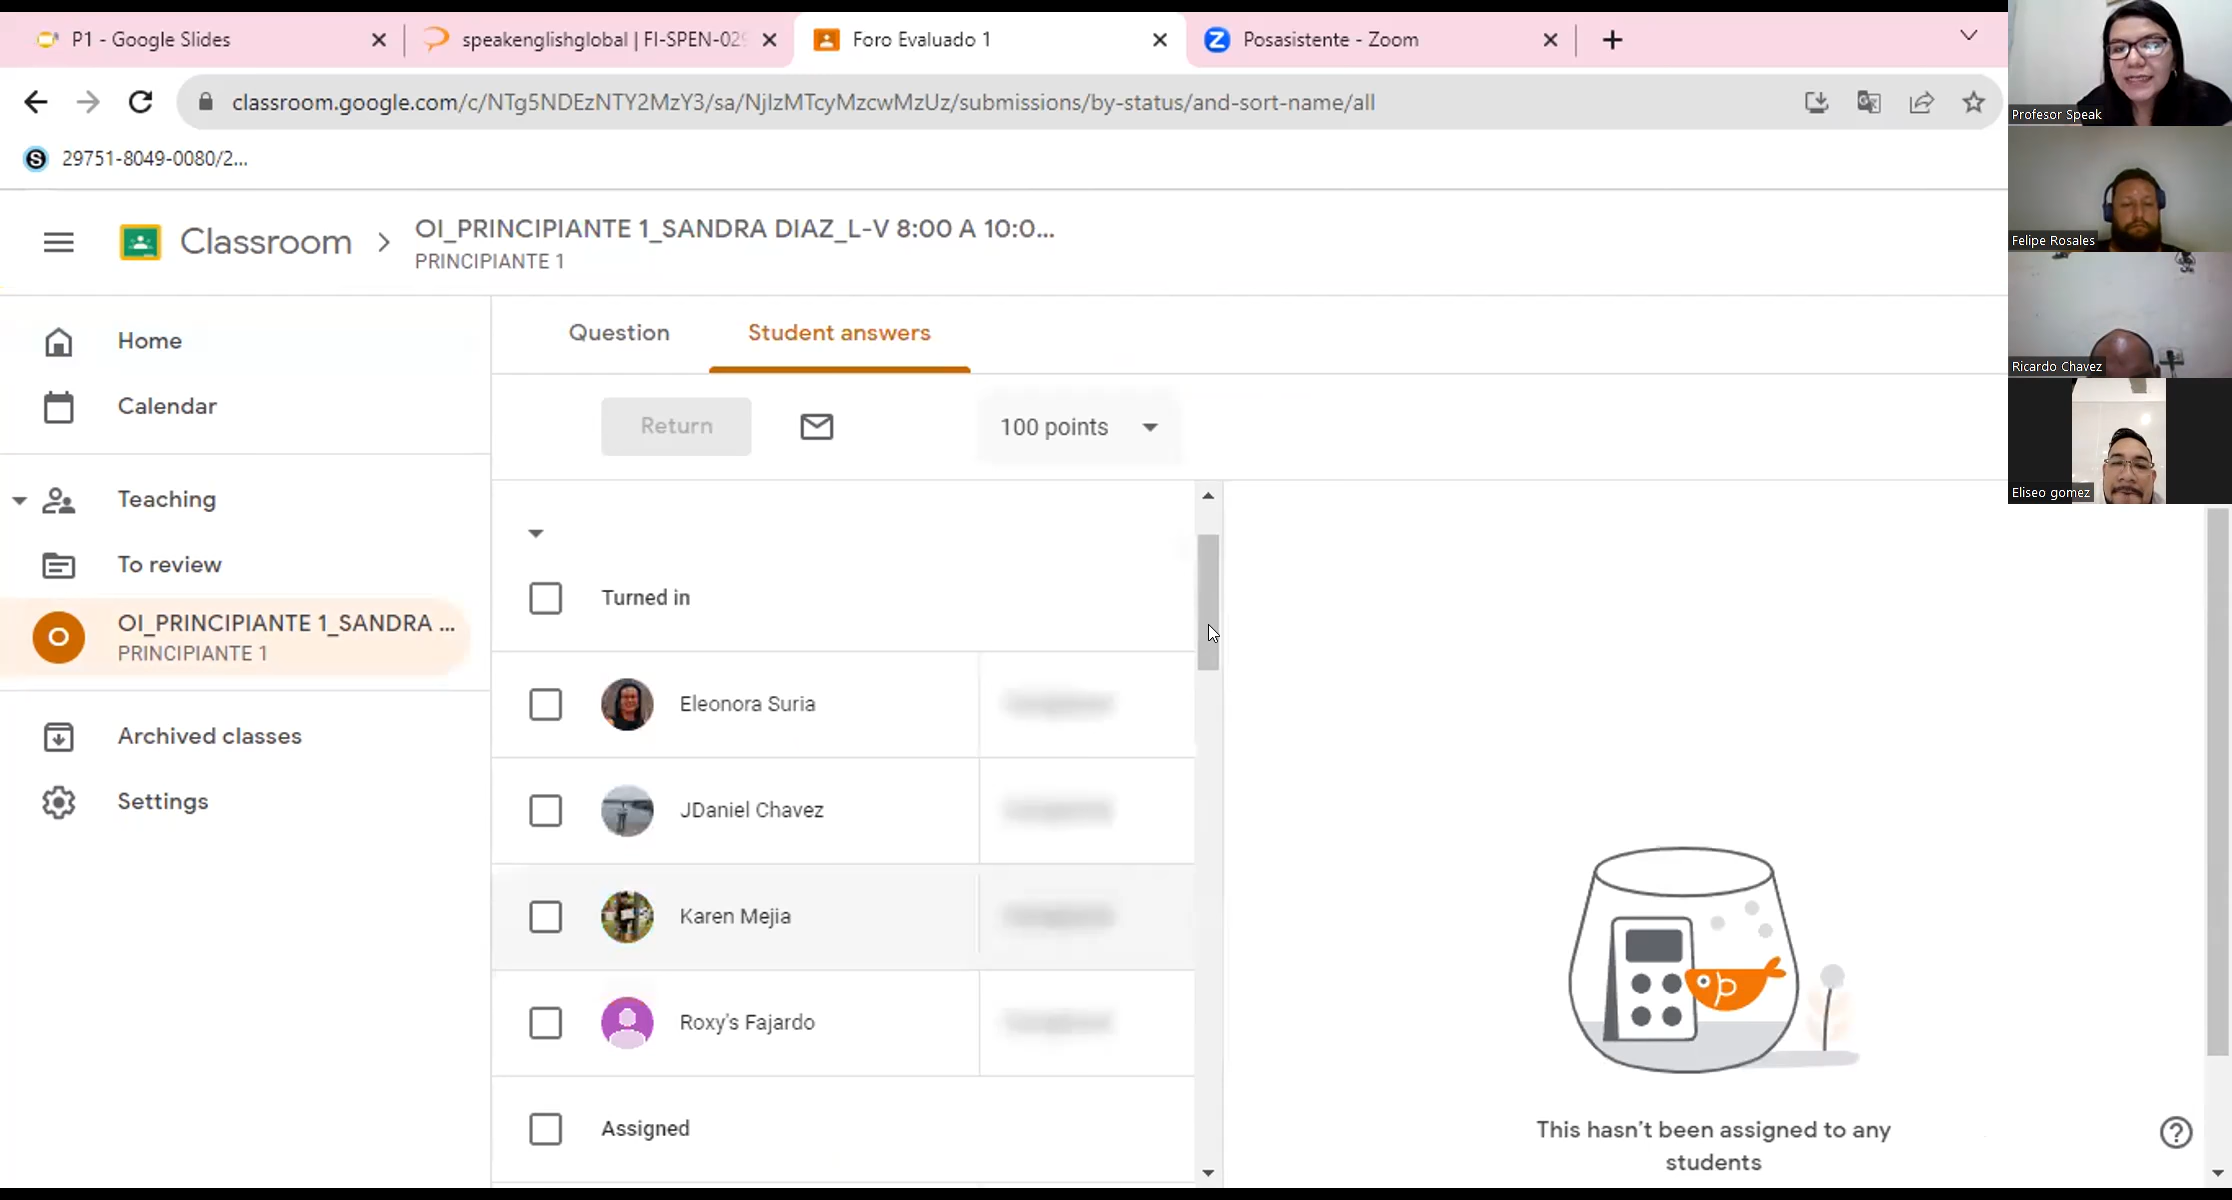 P1 - Google Slides
speakenglishglobal | FI-SPEN-029
Foro Evaluado 1
Posasistente - Zoom
classroom.google.com/c/NTg5NDEzNTY2MzY3/sa/NjIzMTcyMzcwMzUz/submissions/by-status/and-sort-name/all
29751-8049-0080/2...
Classroom
OI_PRINCIPIANTE 1_SANDRA DIAZ_L-V 8:00 A 10:0...
PRINCIPIANTE 1
Home
Calendar
Teaching
To review
O
OI_PRINCIPIANTE 1_SANDRA ...
PRINCIPIANTE 1
Archived classes
Settings
Question
Student answers
Return
100 points
Turned in
Eleonora Suria
JDaniel Chavez
Karen Mejia
Roxy's Fajardo
Assigned
This hasn't been assigned to any
students
Profesor Speak
Felipe Rosales
Ricardo Chavez
Eliseo gomez